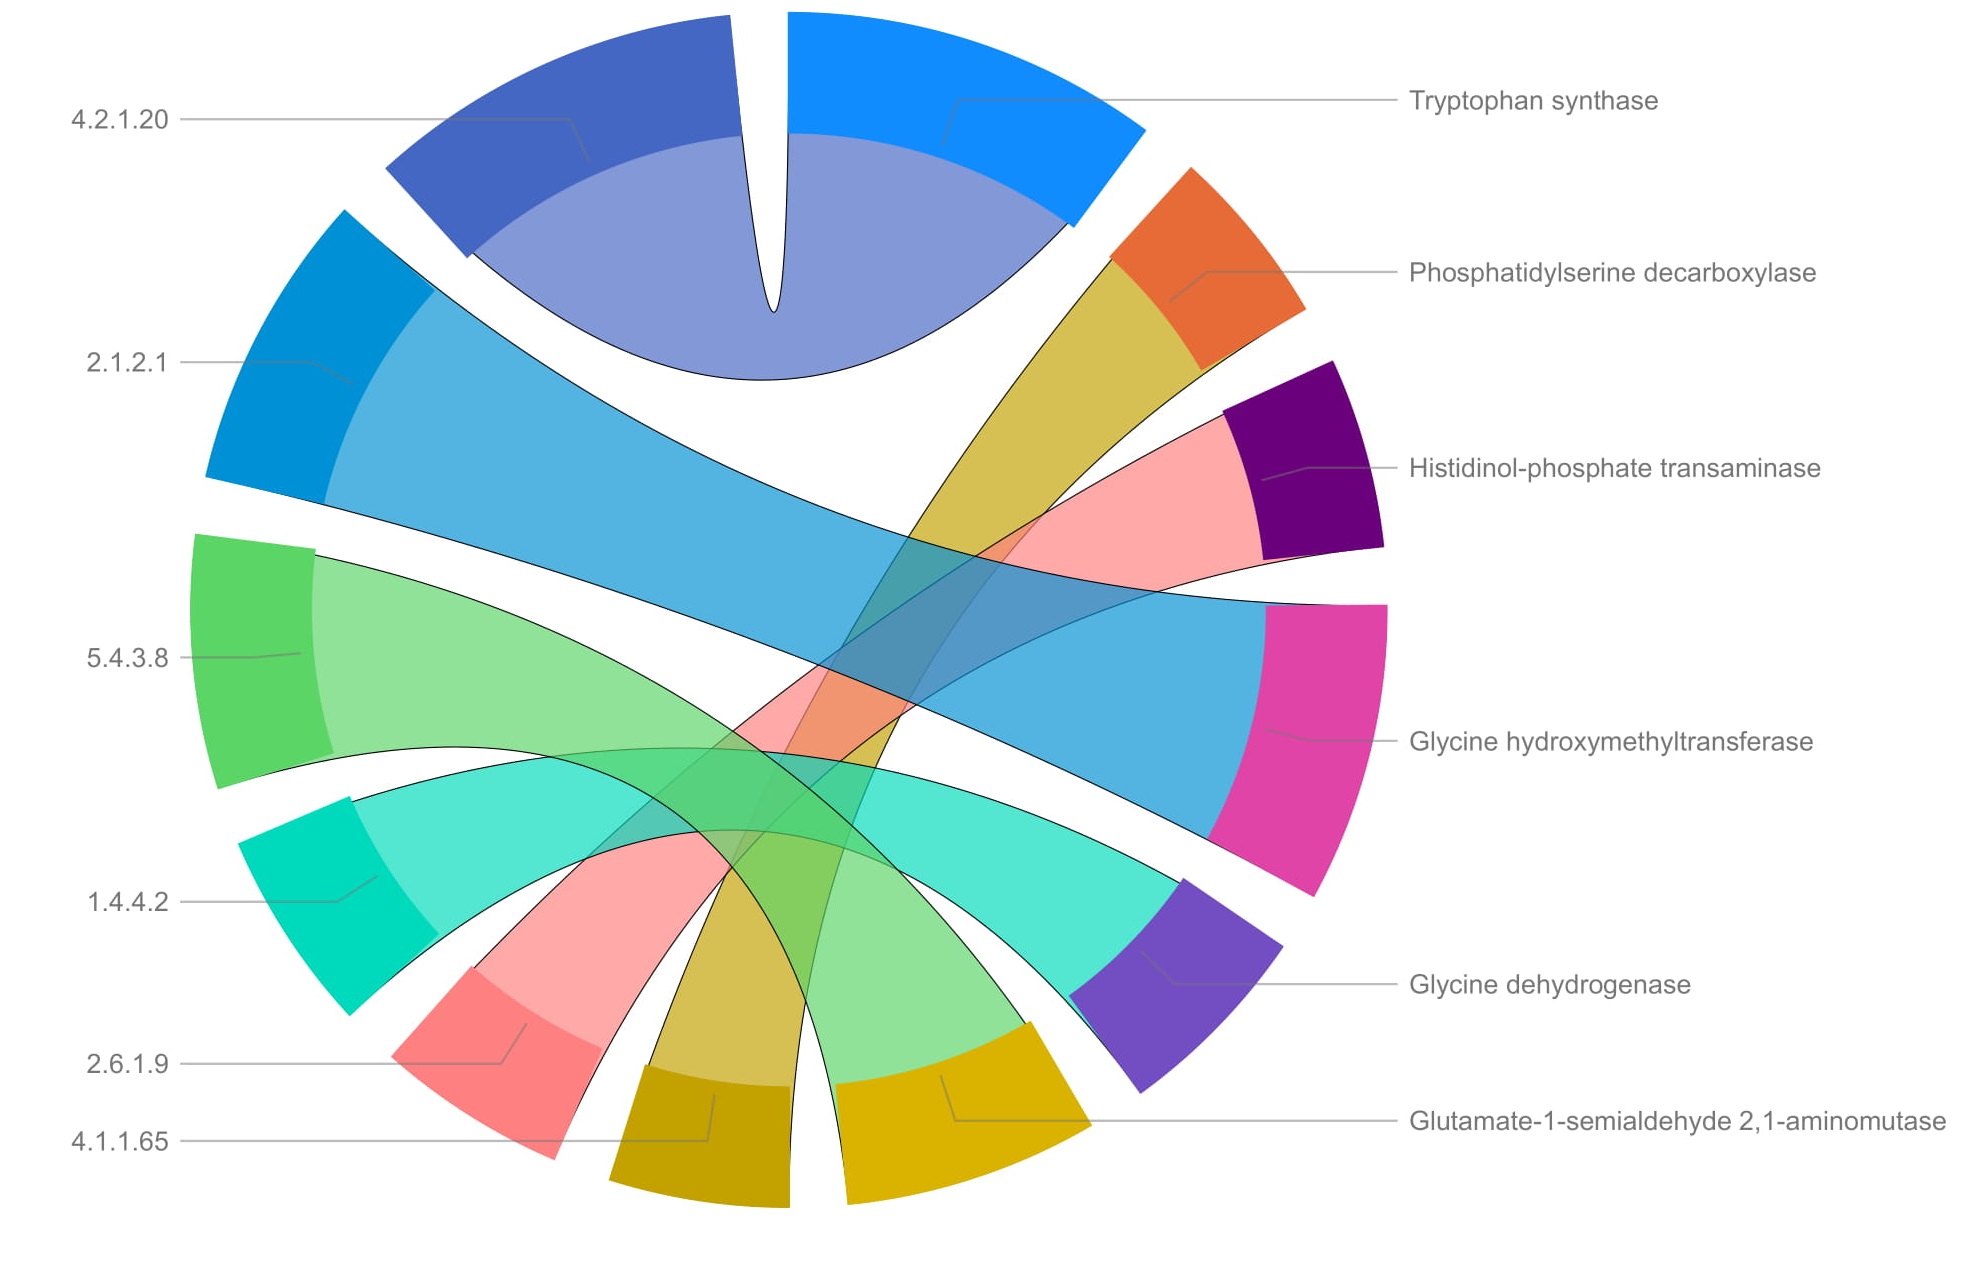 4.2.1.20
2.1.2.1
5.4.3.8
1.4.4.2
2.6.1.9
4.1.1.65
Tryptophan synthase
Phosphatidylserine decarboxylase
Histidinol-phosphate transaminase
Glycine hydroxymethyltransferase
Glycine dehydrogenase
Glutamate-1-semialdehyde 2,1-aminomutase